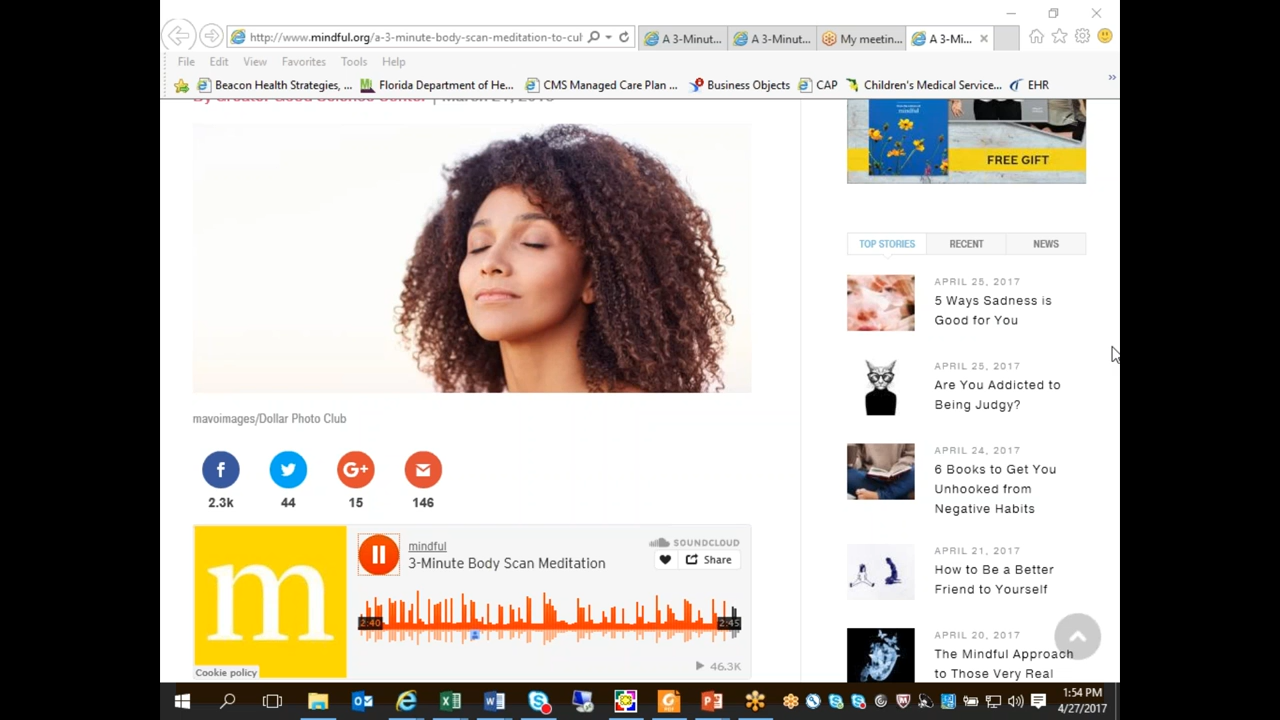 http://www.mindful.org/a-3-minute-body-scan-meditation-to-cul
A 3-Minut...
A 3-Minut...
My meetin...
A 3-Mi...
File Edit View Favorites Tools Help
Beacon Health Strategies, ...
Florida Department of He...
CMS Managed Care Plan ...
Business Objects
CAP
Children's Medical Service...
EHR
mindful
FREE GIFT
mavoimages/Dollar Photo Club
2.3k
44
G+
15
146
TOP STORIES
RECENT
NEWS
APRIL 25, 2017
5 Ways Sadness is
Good for You
APRIL 25, 2017
Are You Addicted to
Being Judgy?
APRIL 24, 2017
6 Books to Get You
Unhooked from
Negative Habits
APRIL 21, 2017
How to Be a Better
Friend to Yourself
APRIL 20, 2017
The Mindful Approach
to Those Very Real
m
Cookie policy
mindful
3-Minute Body Scan Meditation
SOUNDCLOUD
Share
2:40
2:45
46.3K
1:54 PM
4/27/2017